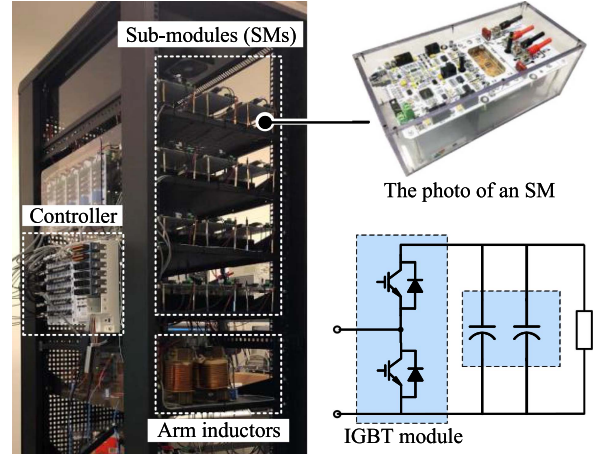 Sub-modules (SMs)
The photo of an SM
Controller
Arm inductors
IGBT module